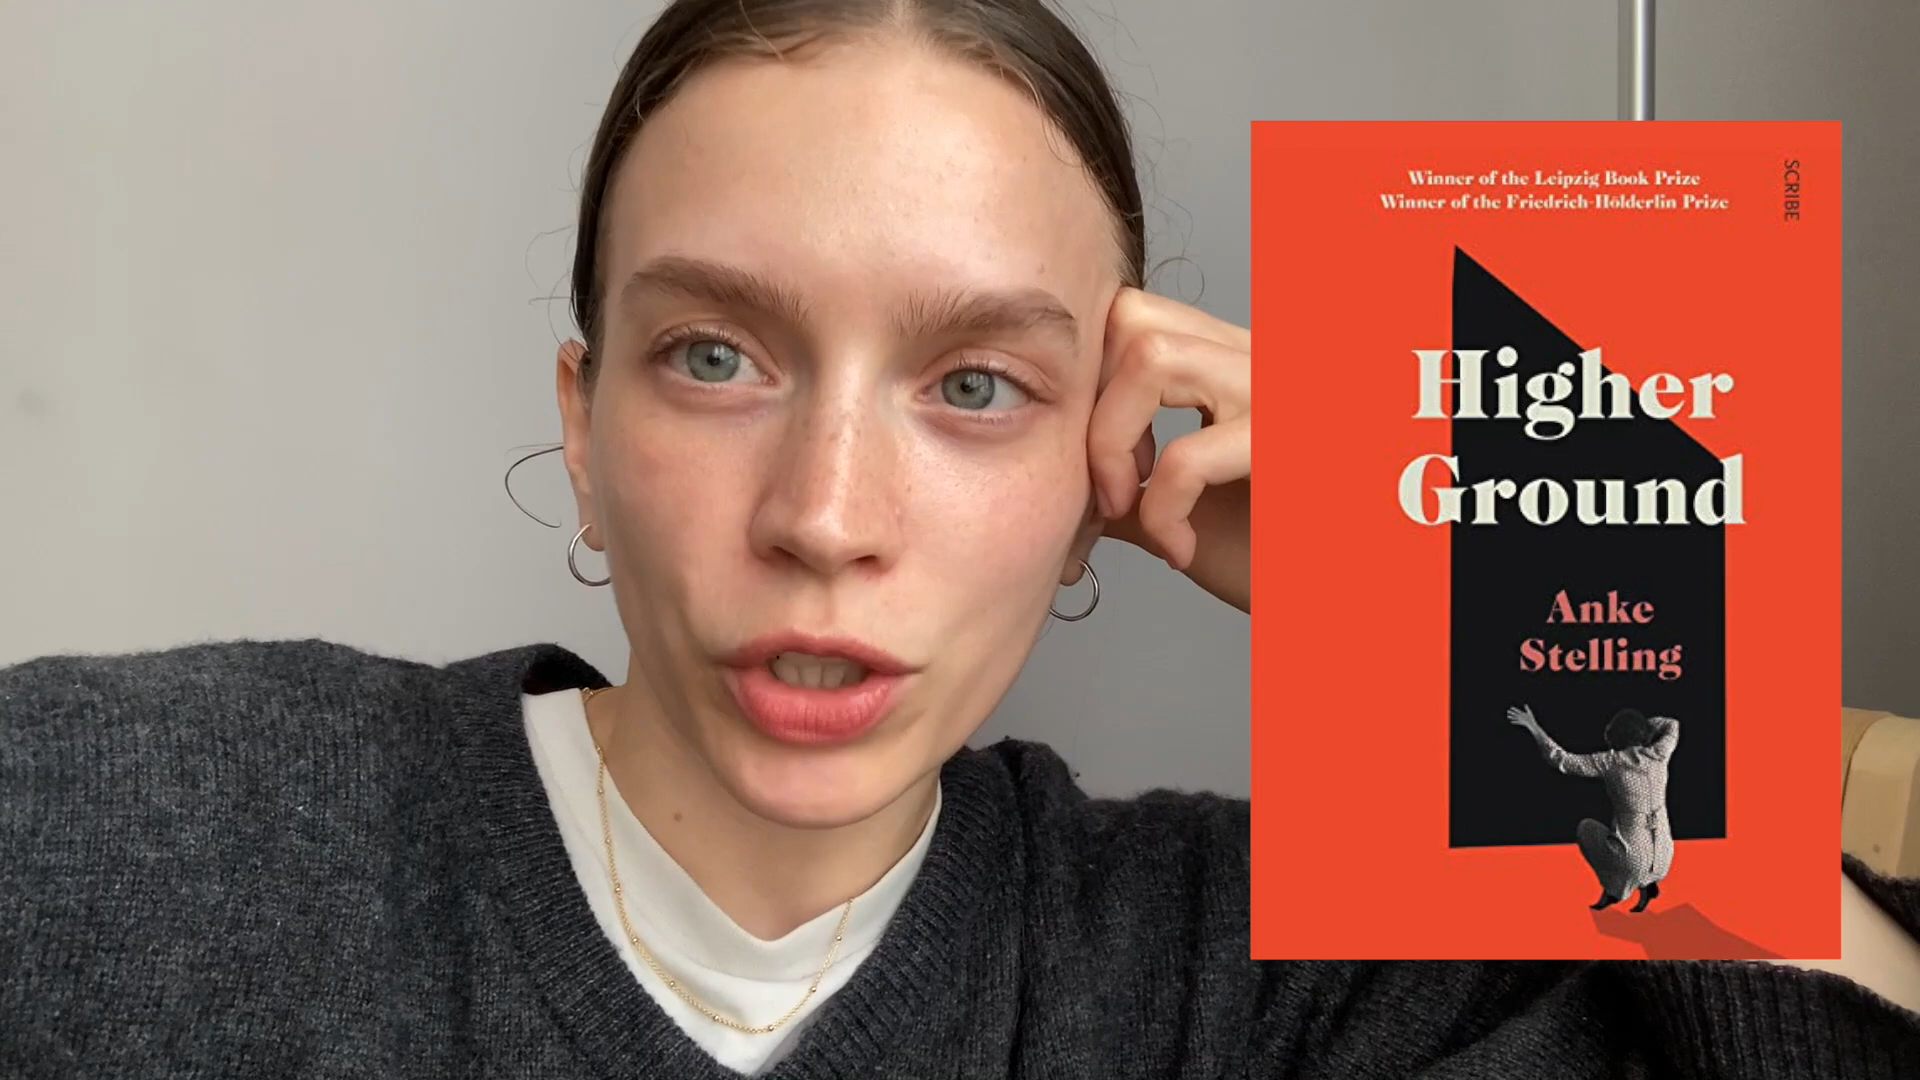 Winner of the Leipzig Book Prize
Winner of the Friedrich-Hölderlin Prize
SCRIBE
Higher
Ground
Anke
Stelling